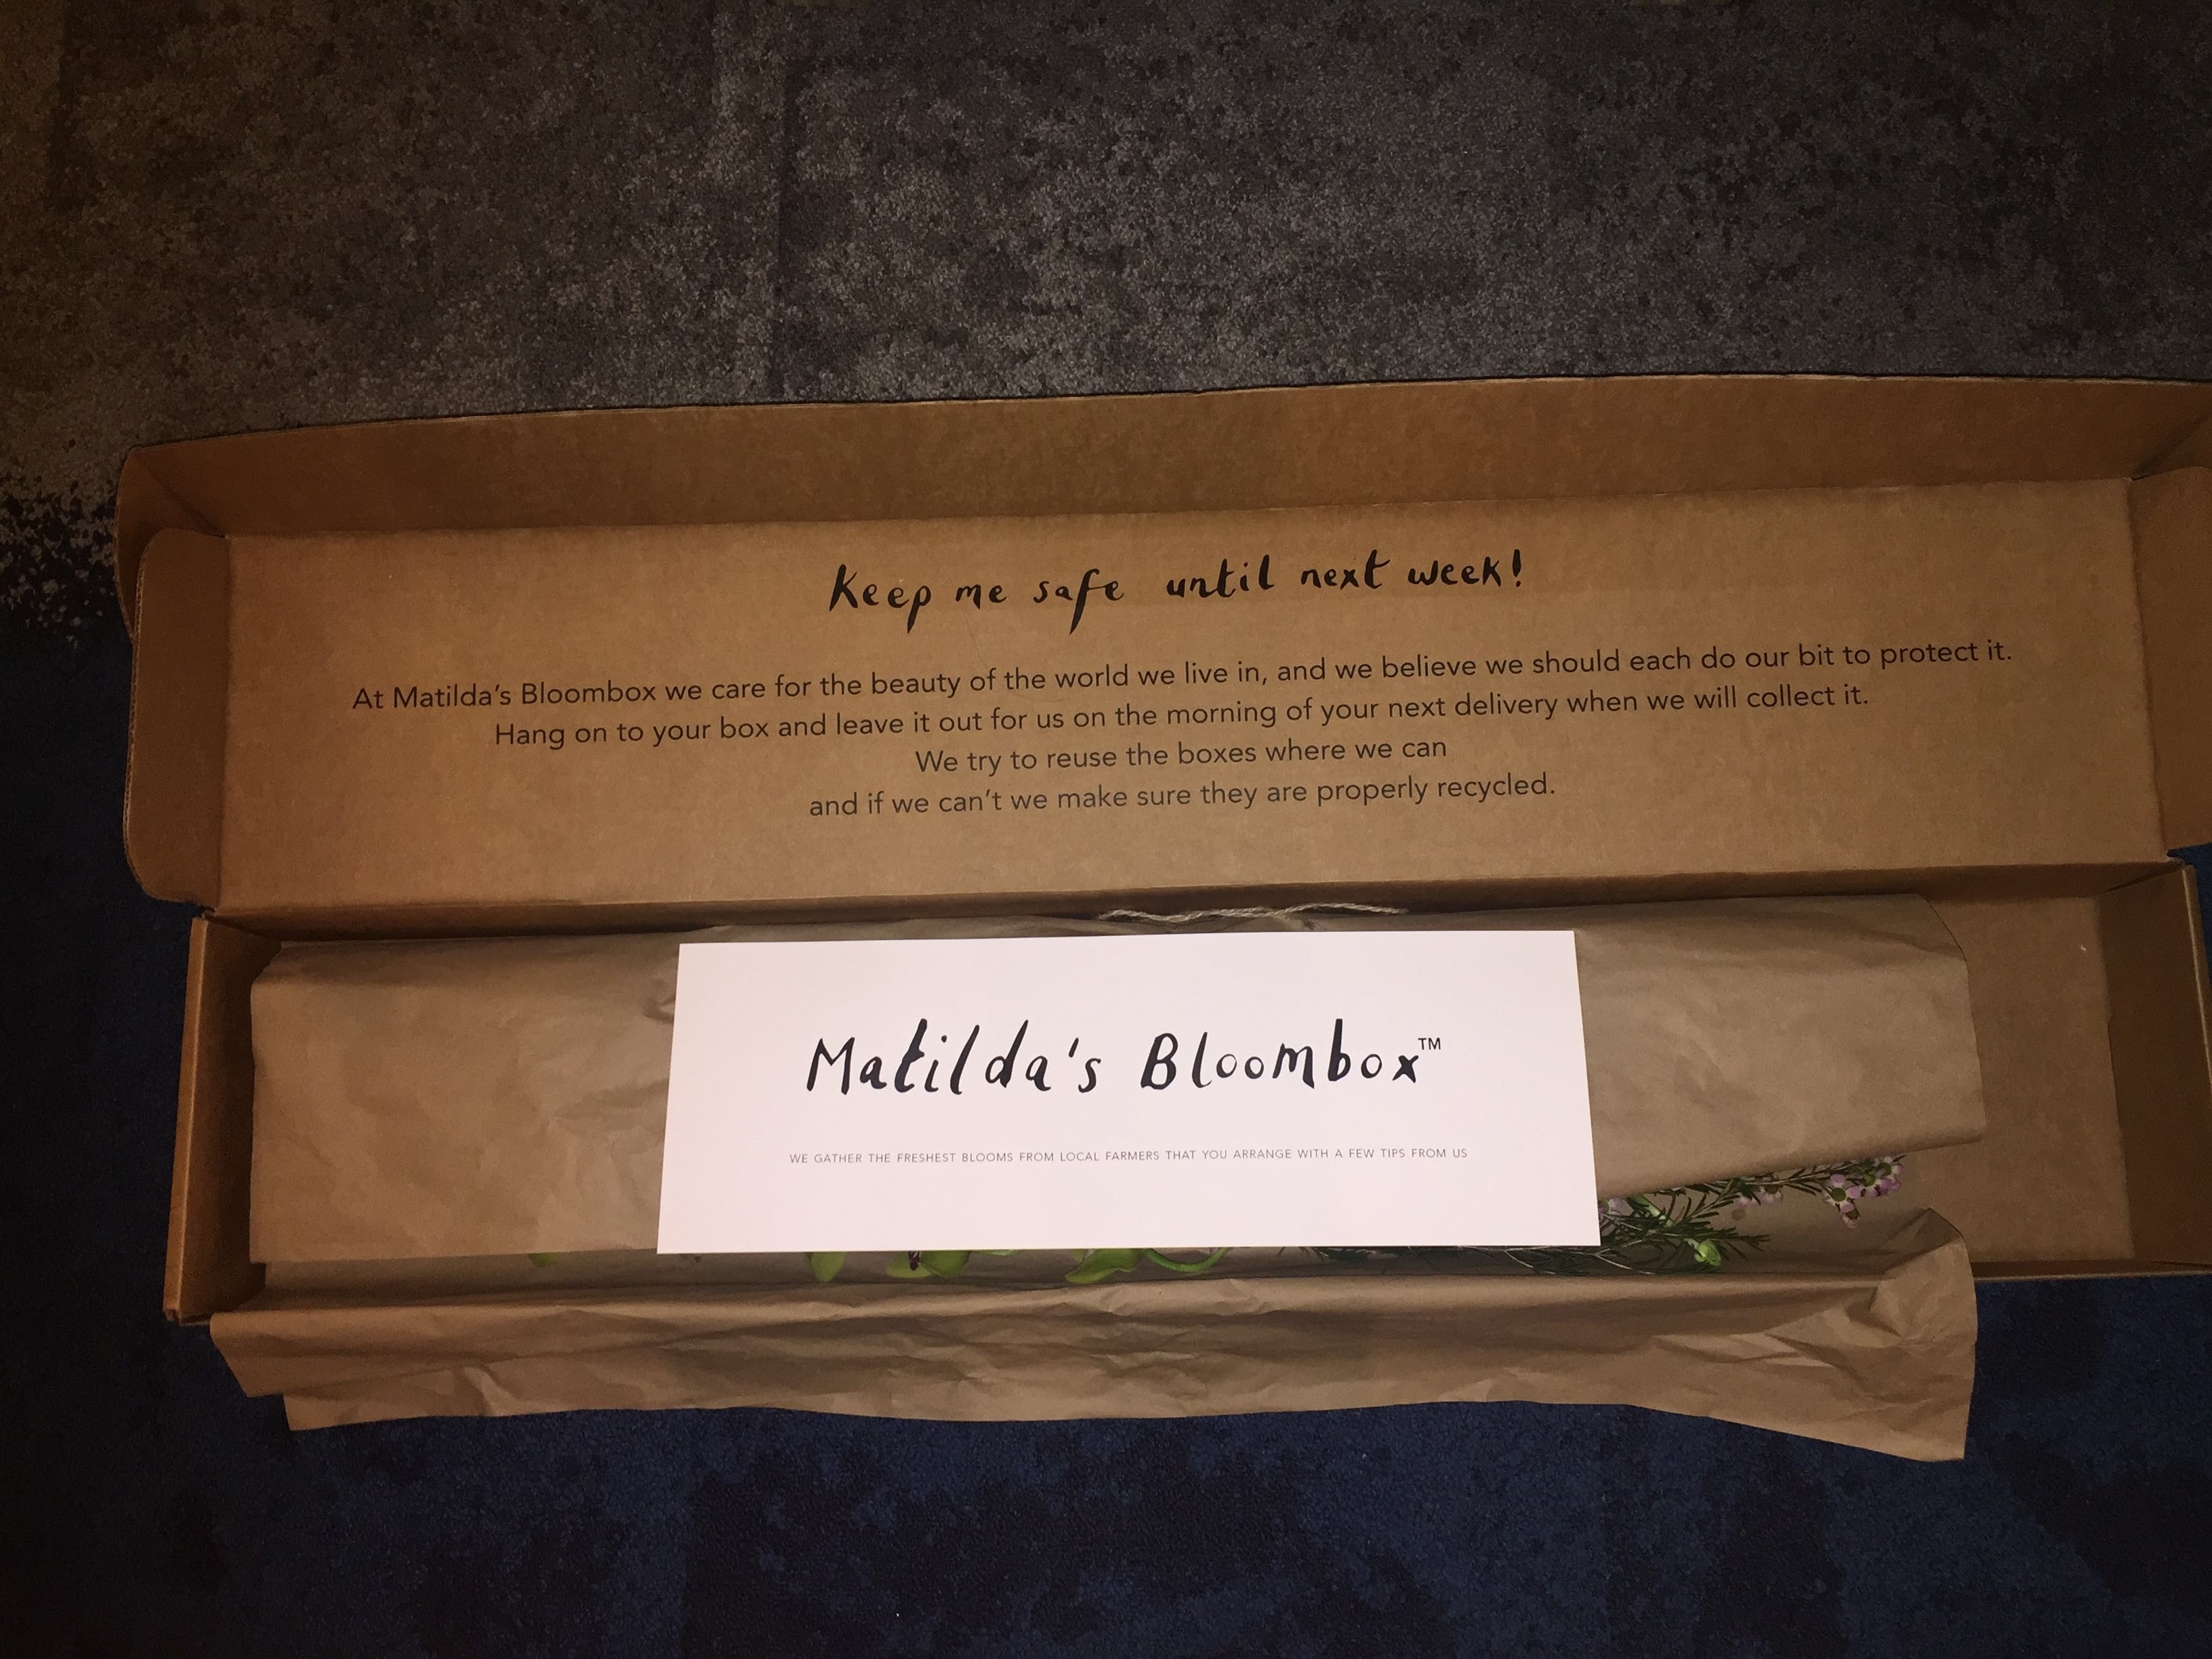 Keep me safe until next week!
At Matilda's Bloombox we care for the beauty of the world we live in, and we believe we should each do our bit to protect it.
Hang on to your box and leave it out for us on the morning of your next delivery when we will collect it.
We try to reuse the boxes where we can
and if we can't we make sure they are properly recycled.
Matilda's Bloombox™
WE GATHER THE FRESHEST BLOOMS FROM LOCAL FARMERS THAT YOU ARRANGE WITH A FEW TIPS FROM US